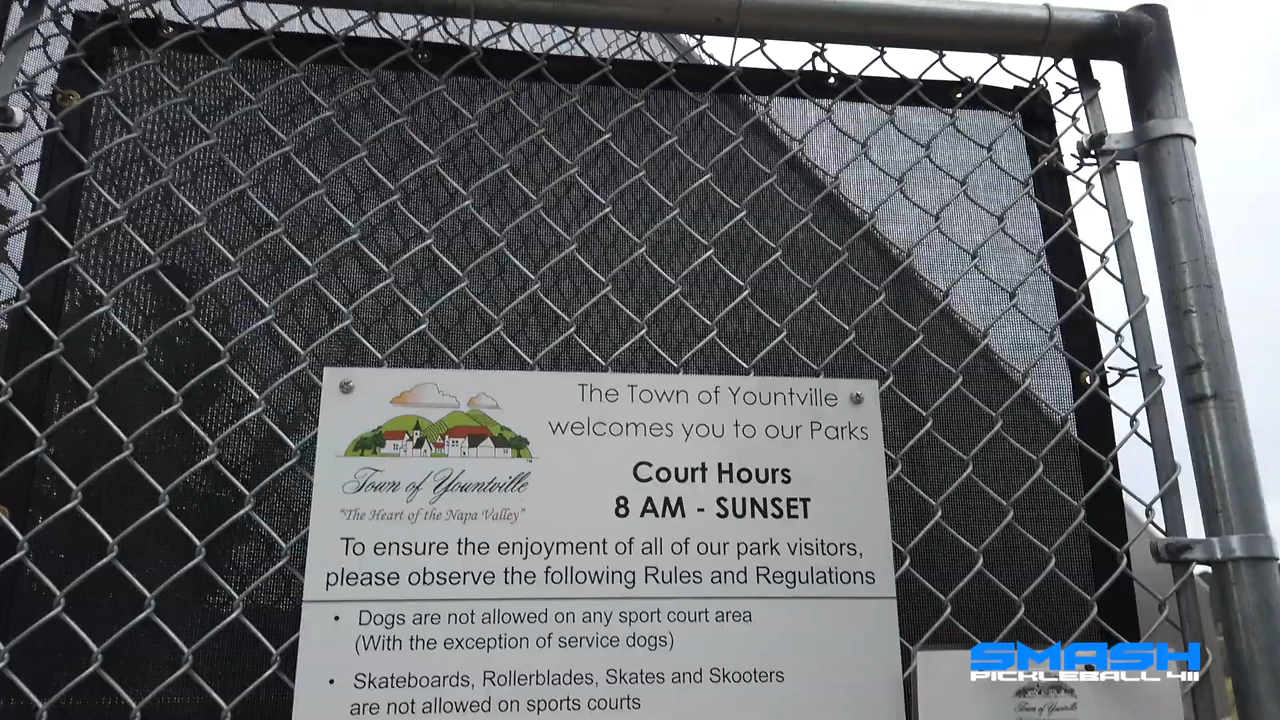 The Town of Yountville
welcomes you to our Parks
Court Hours
8 AM - SUNSET
Town of Yountville
"The Heart of the Napa Valley"
To ensure the enjoyment of all of our park visitors,
please observe the following Rules and Regulations
• Dogs are not allowed on any sport court area
(With the exception of service dogs)
• Skateboards, Rollerblades, Skates and Skooters
are not allowed on sports courts
SMASH
PICKLEBALL 411
Town of Yountville